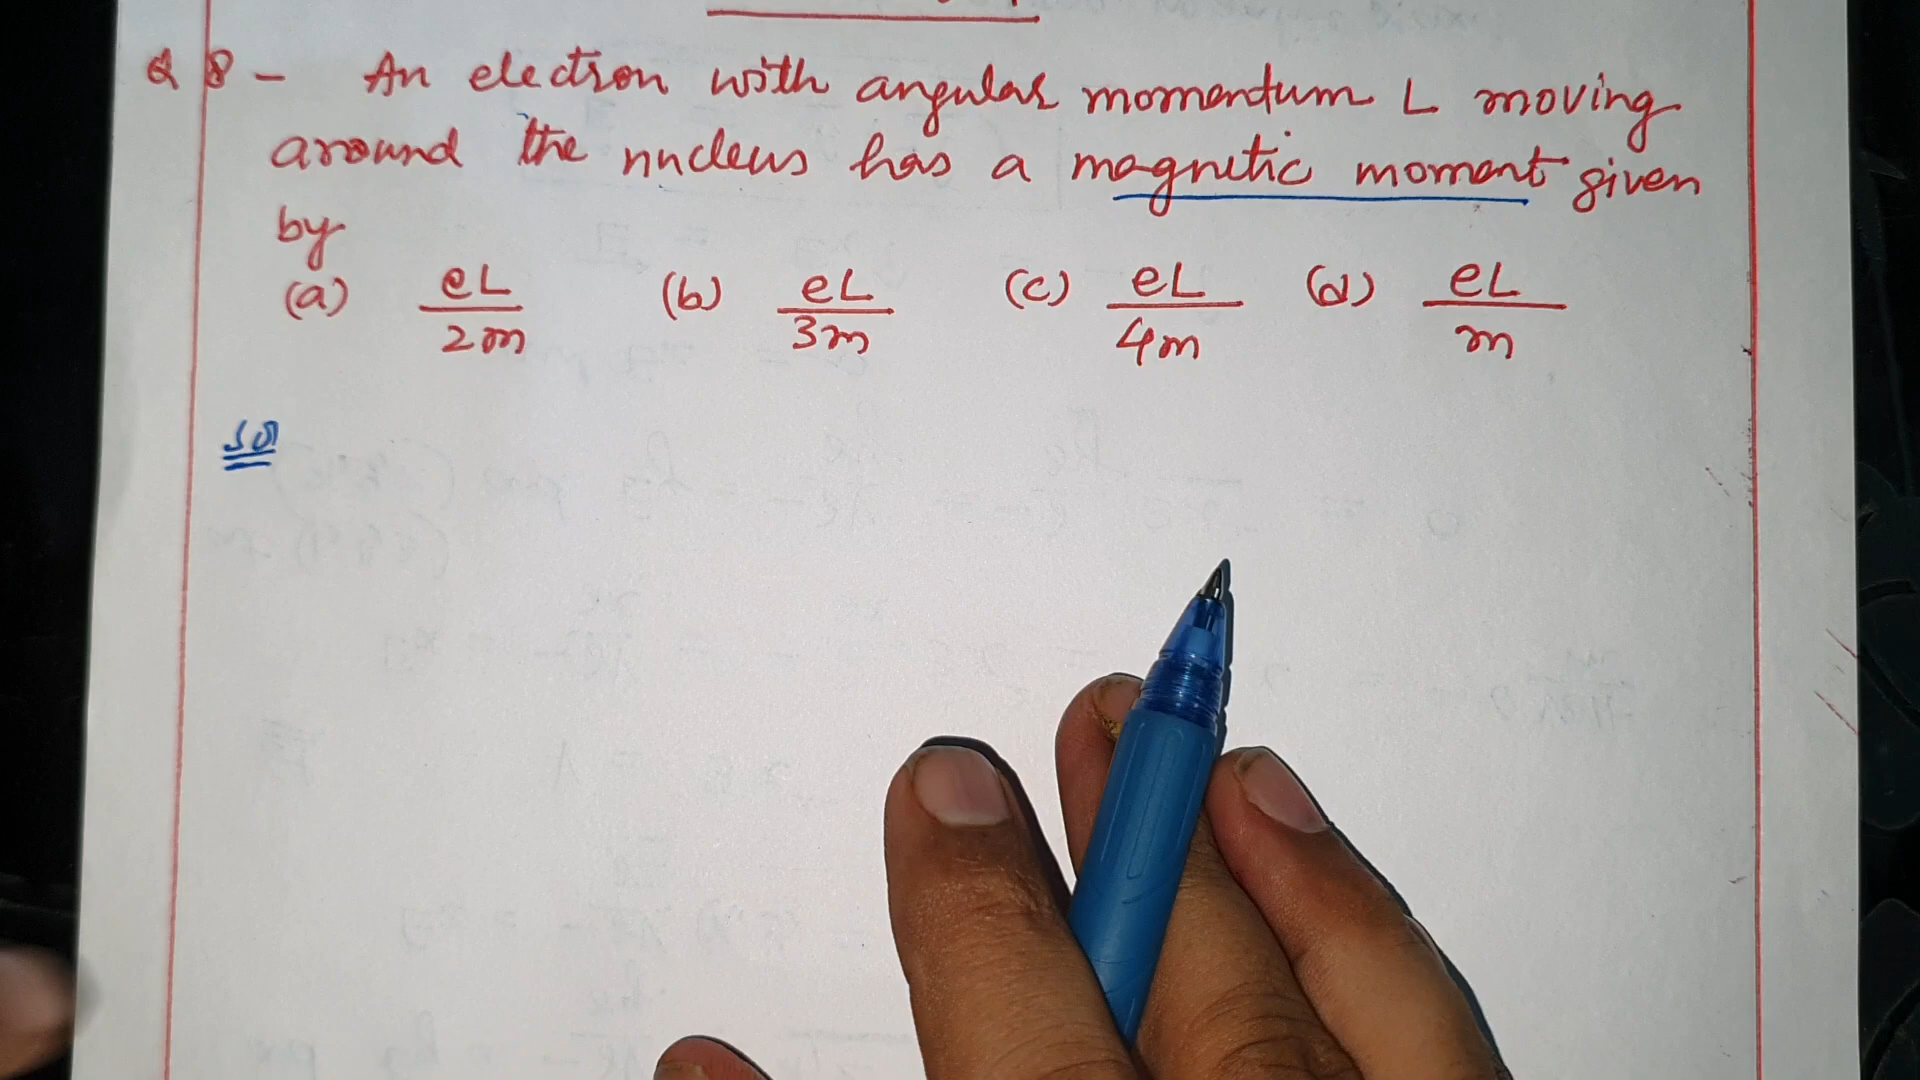 Q 8 - An electron with angular momentum L moving
around the nucleus has a magnetic moment given
by
(a) eL/2m (b) eL/3m (c) eL/4m (d) eL/m
Sol